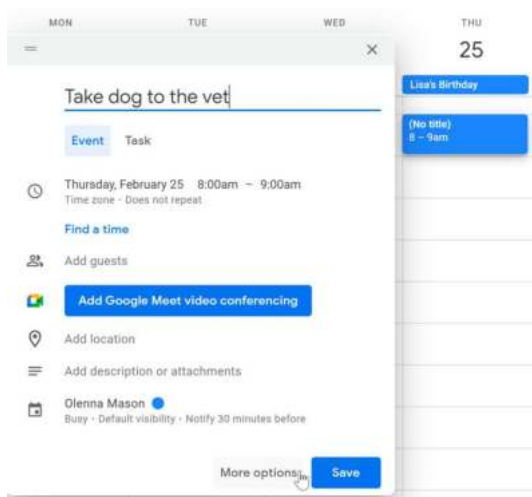 MON TUE WED THU
25
Lisa's Birthday
Take dog to the vet
(No title)
8 – 9am
Event Task
Thursday, February 25 8:00am – 9:00am
Time zone · Does not repeat
Find a time
Add guests
Add Google Meet video conferencing
Add location
Add description or attachments
Olenna Mason
Busy · Default visibility · Notify 30 minutes before
More options Save